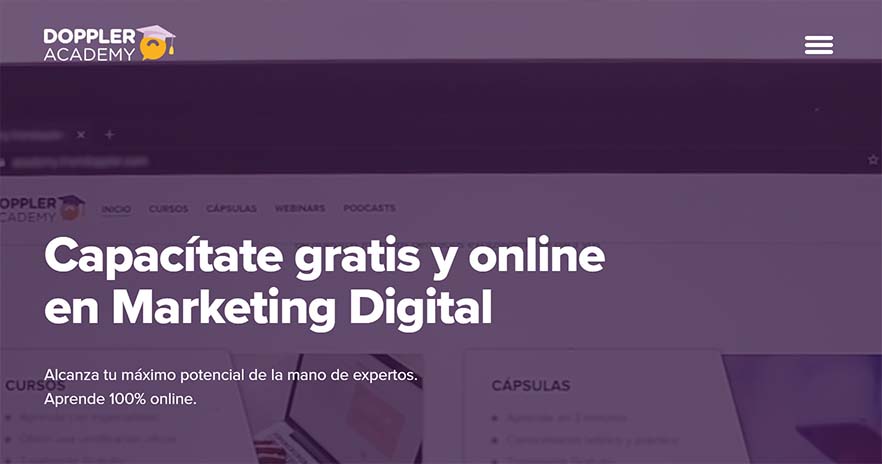 DOPPLER
ACADEMY
DOPPLER
ACADEMY
INICIO CURSOS CÁPSULAS WEBINARS PODCASTS
Capacítate gratis y online
en Marketing Digital
Alcanza tu máximo potencial de la mano de expertos.
Aprende 100% online.
CURSOS
CÁPSULAS